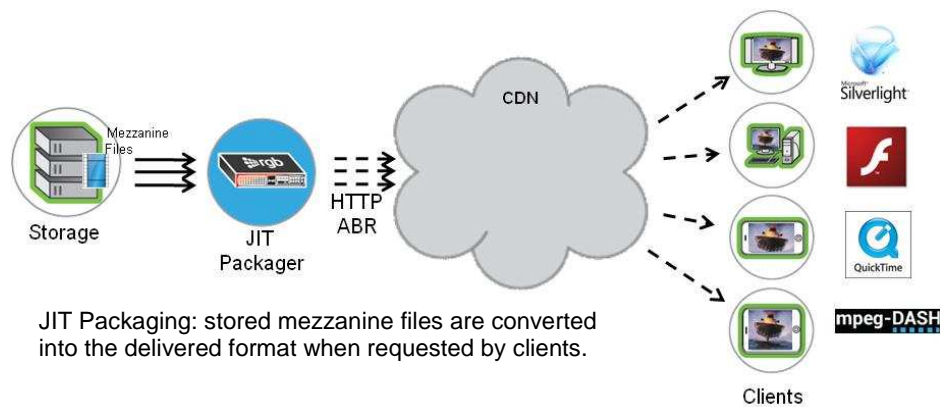 CDN
Microsoft®
Silverlight
Mezzanine
Files
rgb
HTTP
ABR
Storage
JIT
Packager
QuickTime
mpeg-DASH
JIT Packaging: stored mezzanine files are converted
into the delivered format when requested by clients.
Clients